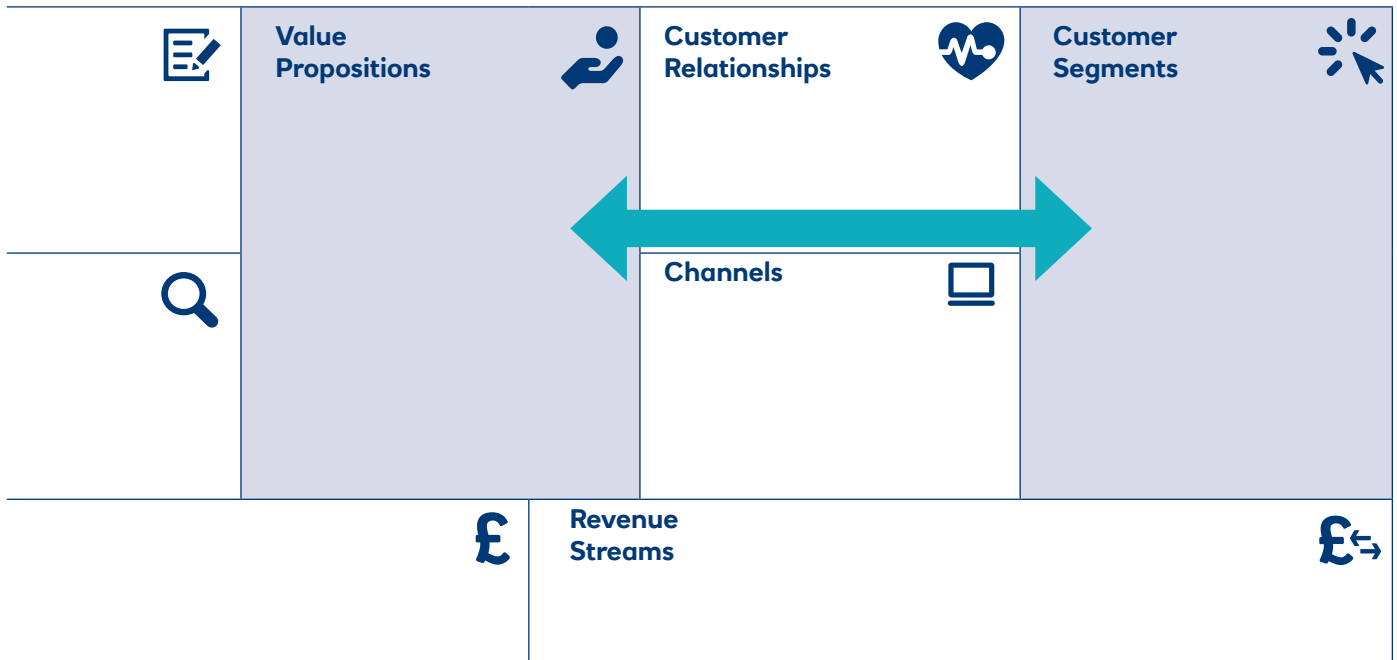 Value
Propositions
Customer
Relationships
Customer
Segments
Channels
£
Revenue
Streams
£